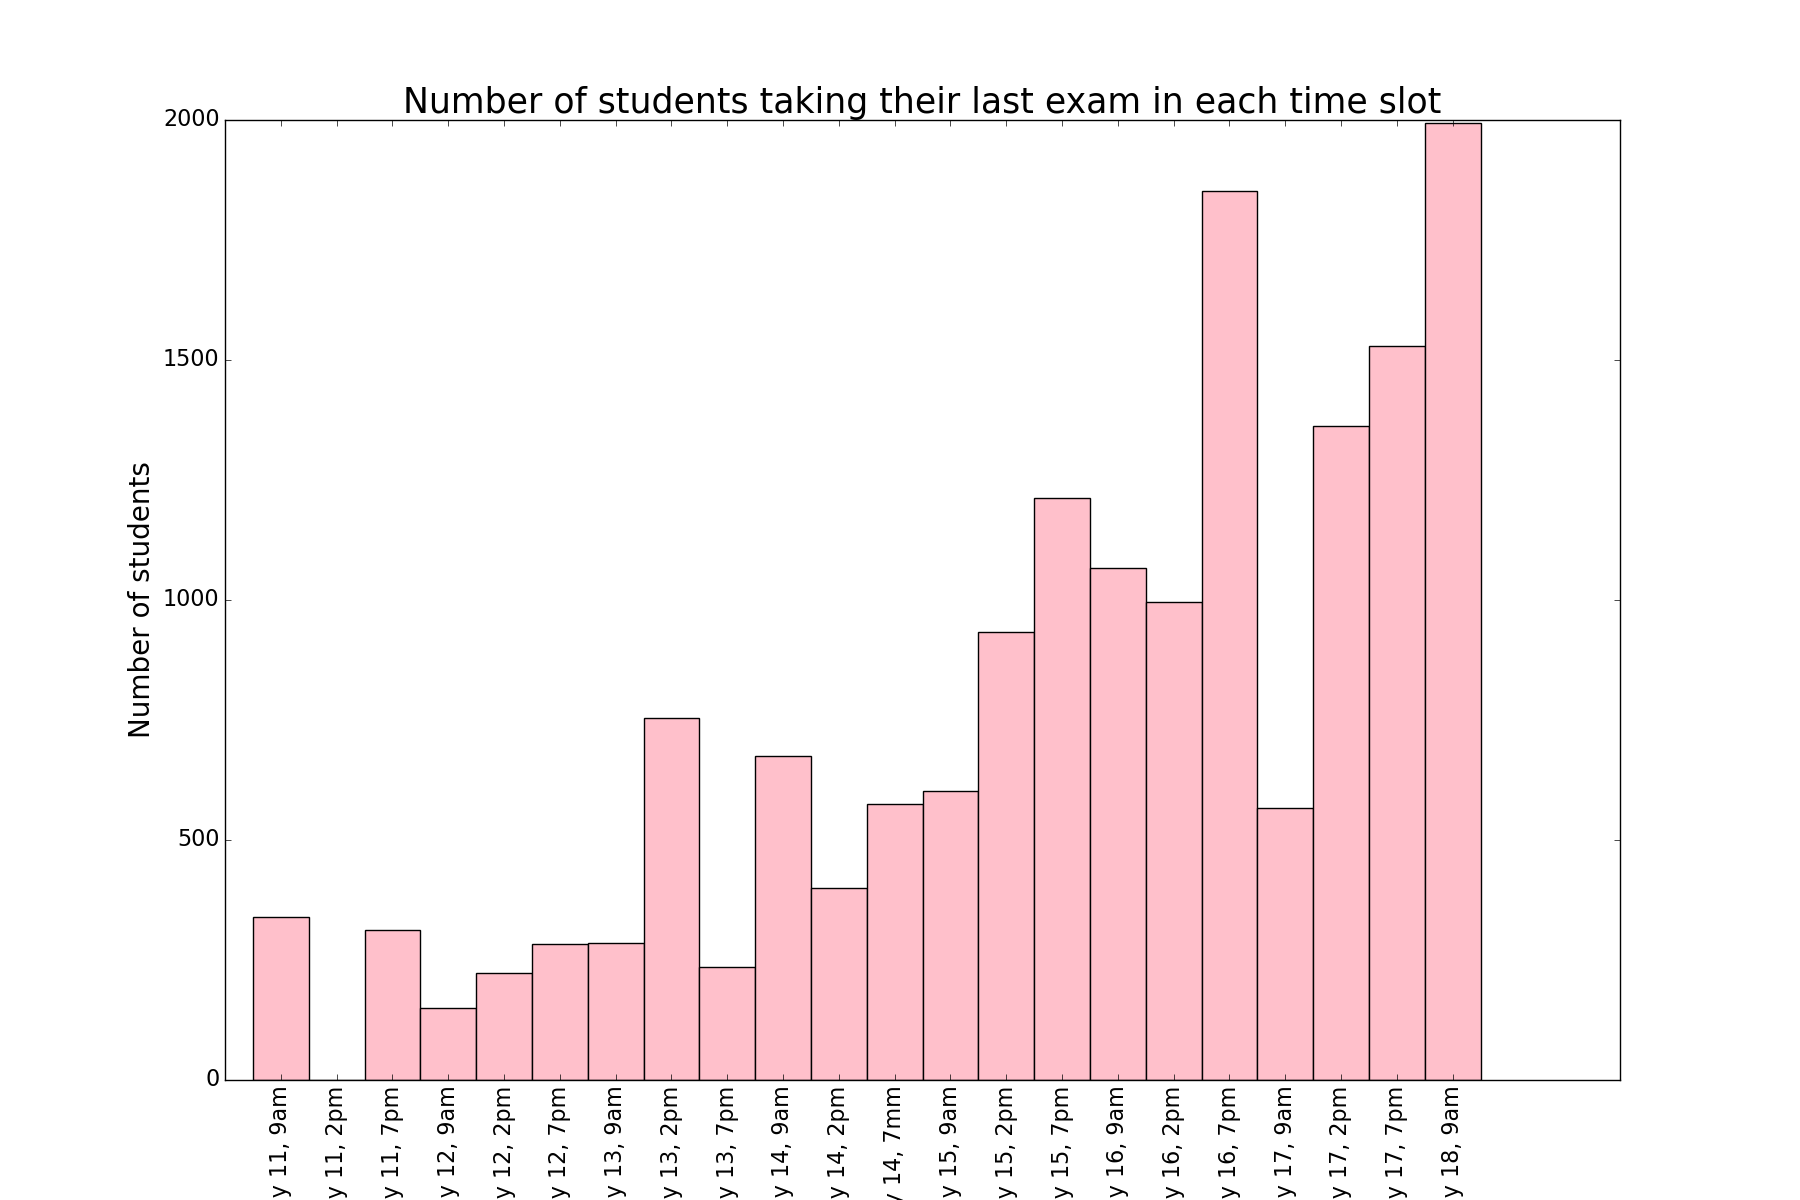 Number of students taking their last exam in each time slot
2000
1500
1000
500
0
Number of students
y 11, 9am
y 11, 2pm
y 11, 7pm
y 12, 9am
y 12, 2pm
y 12, 7pm
y 13, 9am
y 13, 2pm
y 13, 7pm
y 14, 9am
y 14, 2pm
y 14, 7mm
y 15, 9am
y 15, 2pm
y 15, 7pm
y 16, 9am
y 16, 2pm
y 16, 7pm
y 17, 9am
y 17, 2pm
y 17, 7pm
y 18, 9am